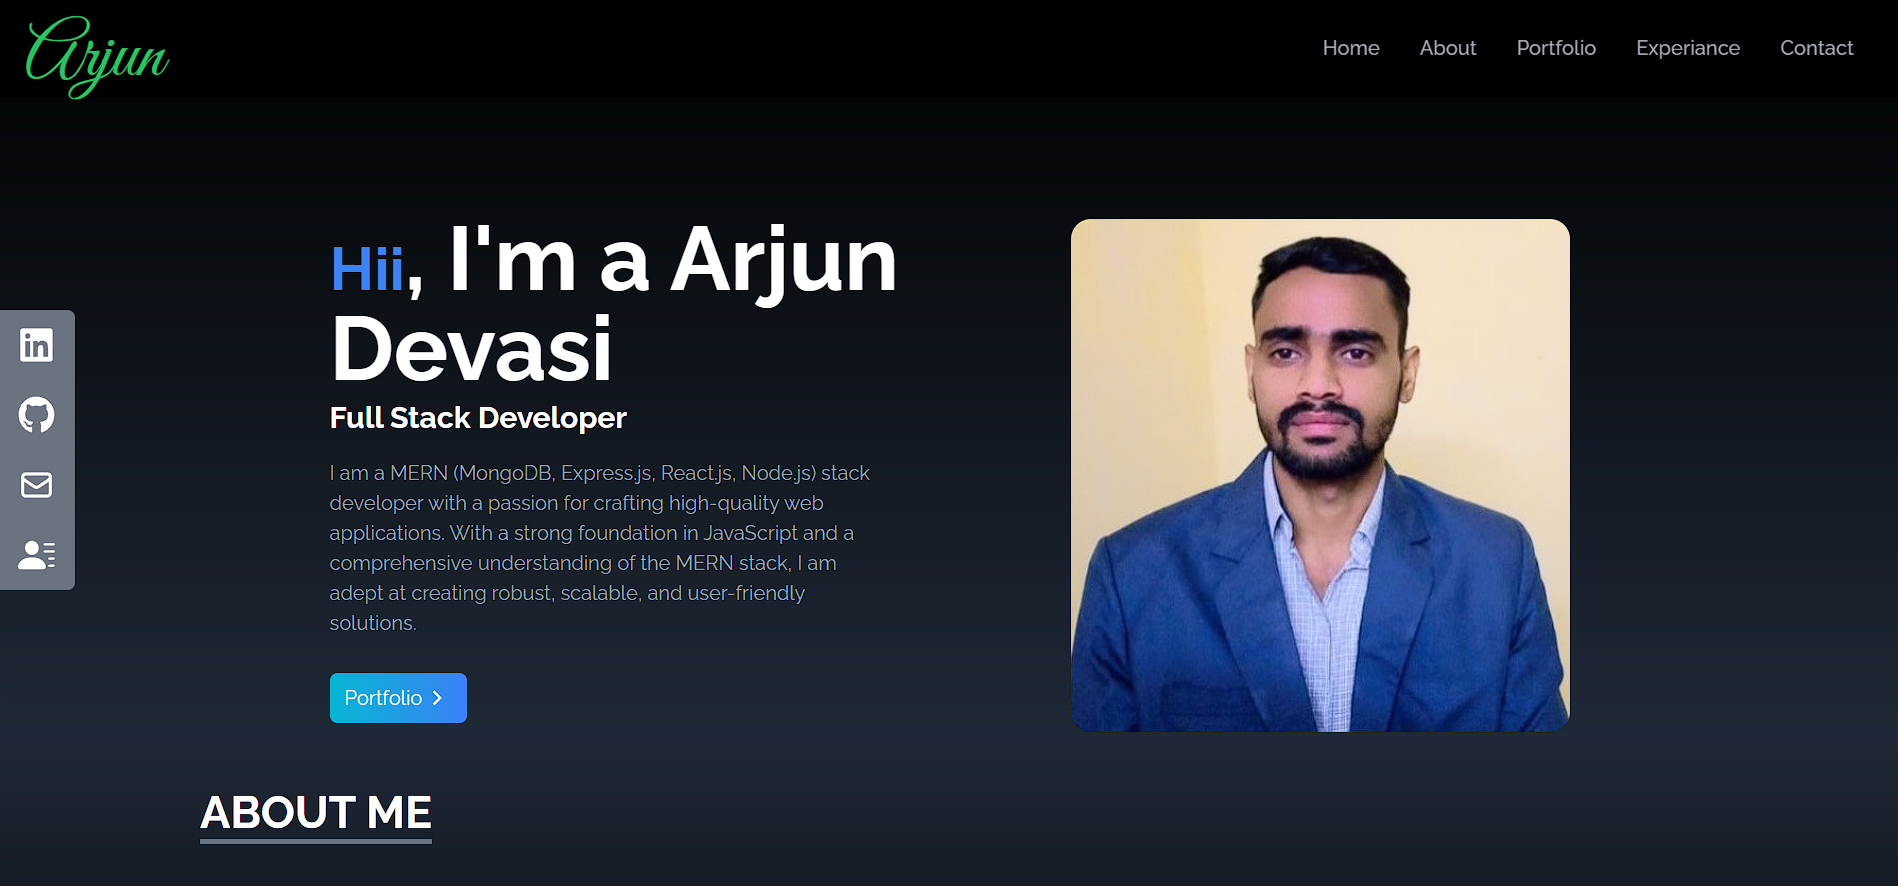 Arjun
Home About Portfolio Experiance Contact
Hii, I'm a Arjun
Devasi
Full Stack Developer
I am a MERN (MongoDB, Express.js, React.js, Node.js) stack
developer with a passion for crafting high-quality web
applications. With a strong foundation in JavaScript and a
comprehensive understanding of the MERN stack, I am
adept at creating robust, scalable, and user-friendly
solutions.
Portfolio
ABOUT ME
in